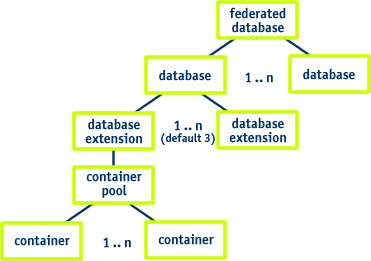 federated
database
database
1 .. n
database
database
extension
1 .. n
(default 3)
database
extension
container
pool
container
1 .. n
container